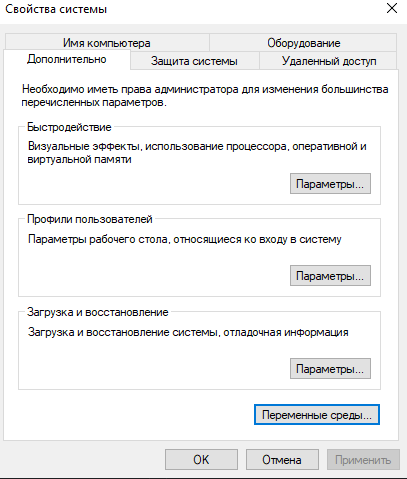 Свойства системы
Имя компьютера
Оборудование
Дополнительно
Защита системы
Удаленный доступ
Необходимо иметь права администратора для изменения большинства
перечисленных параметров.
Быстродействие
Визуальные эффекты, использование процессора, оперативной и
виртуальной памяти
Параметры...
Профили пользователей
Параметры рабочего стола, относящиеся ко входу в систему
Параметры...
Загрузка и восстановление
Загрузка и восстановление системы, отладочная информация
Параметры...
Переменные среды...
ОК
Отмена
Применить